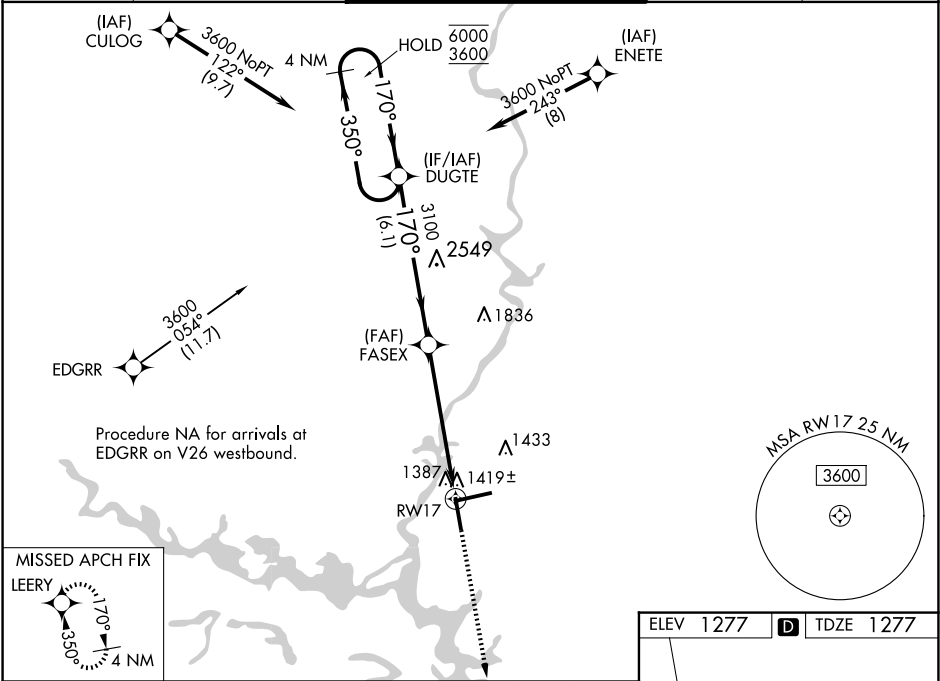 (IAF)
CULOG
3600 NoPT
122°
(9.7)
4 NM
HOLD
6000
3600
170°
350°
(IAF)
ENETE
3600 NoPT
243°
(8)
(IF/IAF)
DUGTE
3100
170°
(6.1)
2549
1836
(FAF)
FASEX
3600
054°
(11.7)
EDGRR
Procedure NA for arrivals at
EDGRR on V26 westbound.
1433
1387
1419±
RW17
MSA RW17 25 NM
3600
MISSED APCH FIX
LEERY
170°
350°
4 NM
ELEV 1277 D TDZE 1277